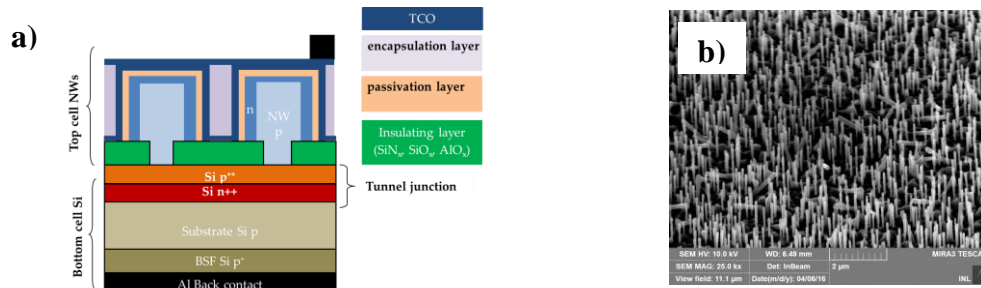 a)
TCO
encapsulation layer
passivation layer
Insulating layer
(SiNₓ, SiOₓ, AlOₓ)
Top cell NWs
n
NW
p
Si p⁺⁺
Si n++
Tunnel junction
Bottom cell Si
Substrate Si p
BSF Si p⁺
Al Back contact
b)
SEM HV: 10.0 kV WD: 6.49 mm MIRA3 TESCA
SEM MAG: 25.0 kx Det: InBeam 2 µm
View field: 11.1 µm Date(m/d/y): 04/06/16 INL